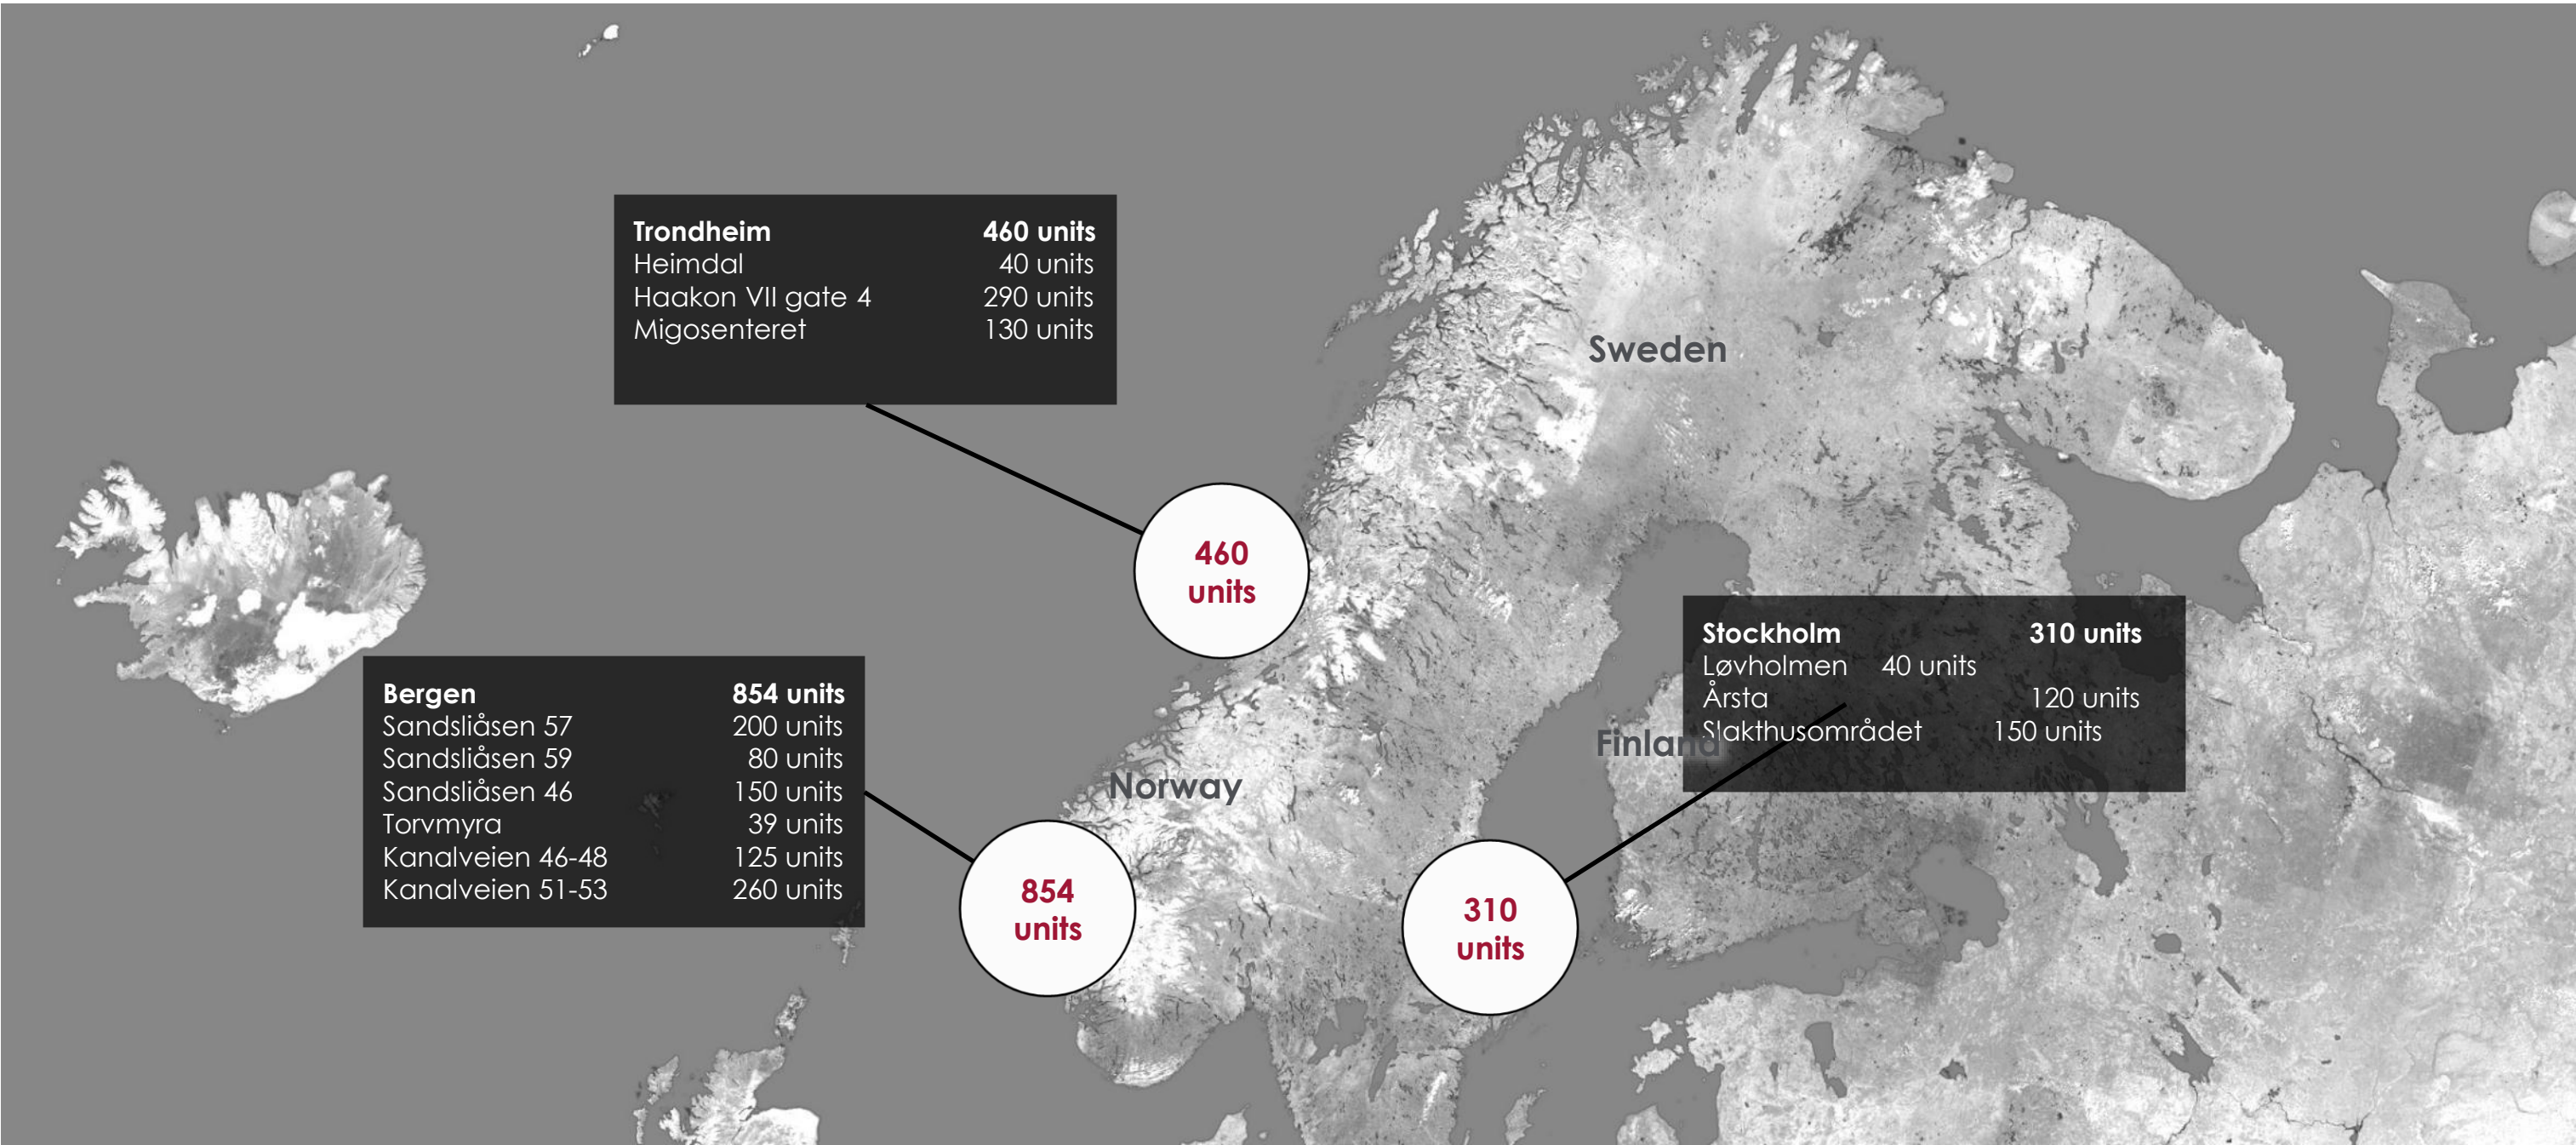 Trondheim 460 units
Heimdal 40 units
Haakon VII gate 4 290 units
Migosenteret 130 units
Sweden
460
units
Stockholm 310 units
Løvholmen 40 units
Årsta 120 units
Slakthusområdet 150 units
Finland
Bergen 854 units
Sandsliåsen 57 200 units
Sandsliåsen 59 80 units
Sandsliåsen 46 150 units
Torvmyra 39 units
Kanalveien 46-48 125 units
Kanalveien 51-53 260 units
Norway
854
units
310
units